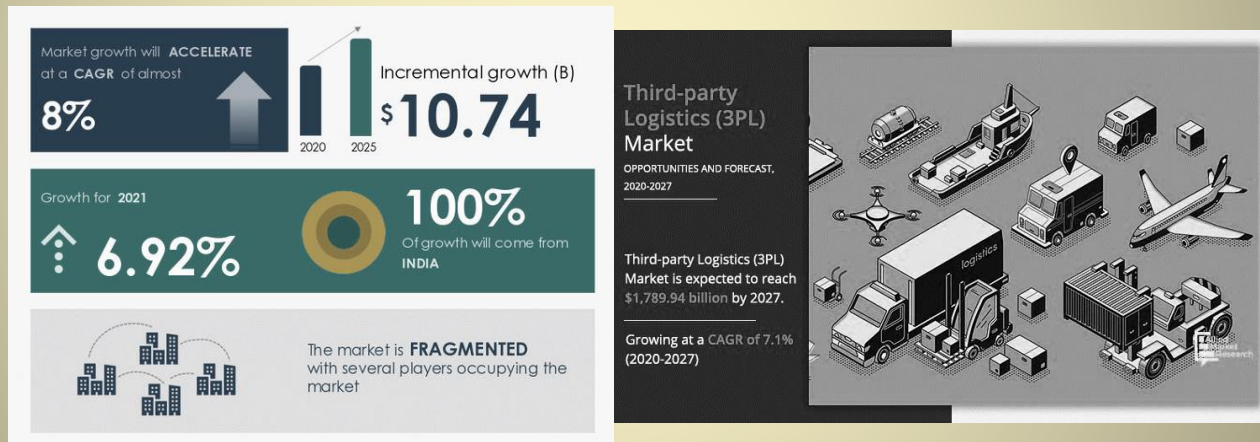 Market growth will ACCELERATE
at a CAGR of almost
8%
2020
2025
Incremental growth (B)
$10.74
Growth for 2021
6.92%
100%
Of growth will come from
INDIA
The market is FRAGMENTED
with several players occupying the
market
Third-party
Logistics (3PL)
Market
OPPORTUNITIES AND FORECAST,
2020-2027
Third-party Logistics (3PL)
Market is expected to reach
$1,789.94 billion by 2027.
Growing at a CAGR of 7.1%
(2020-2027)
logistics
Allied
Market
Research